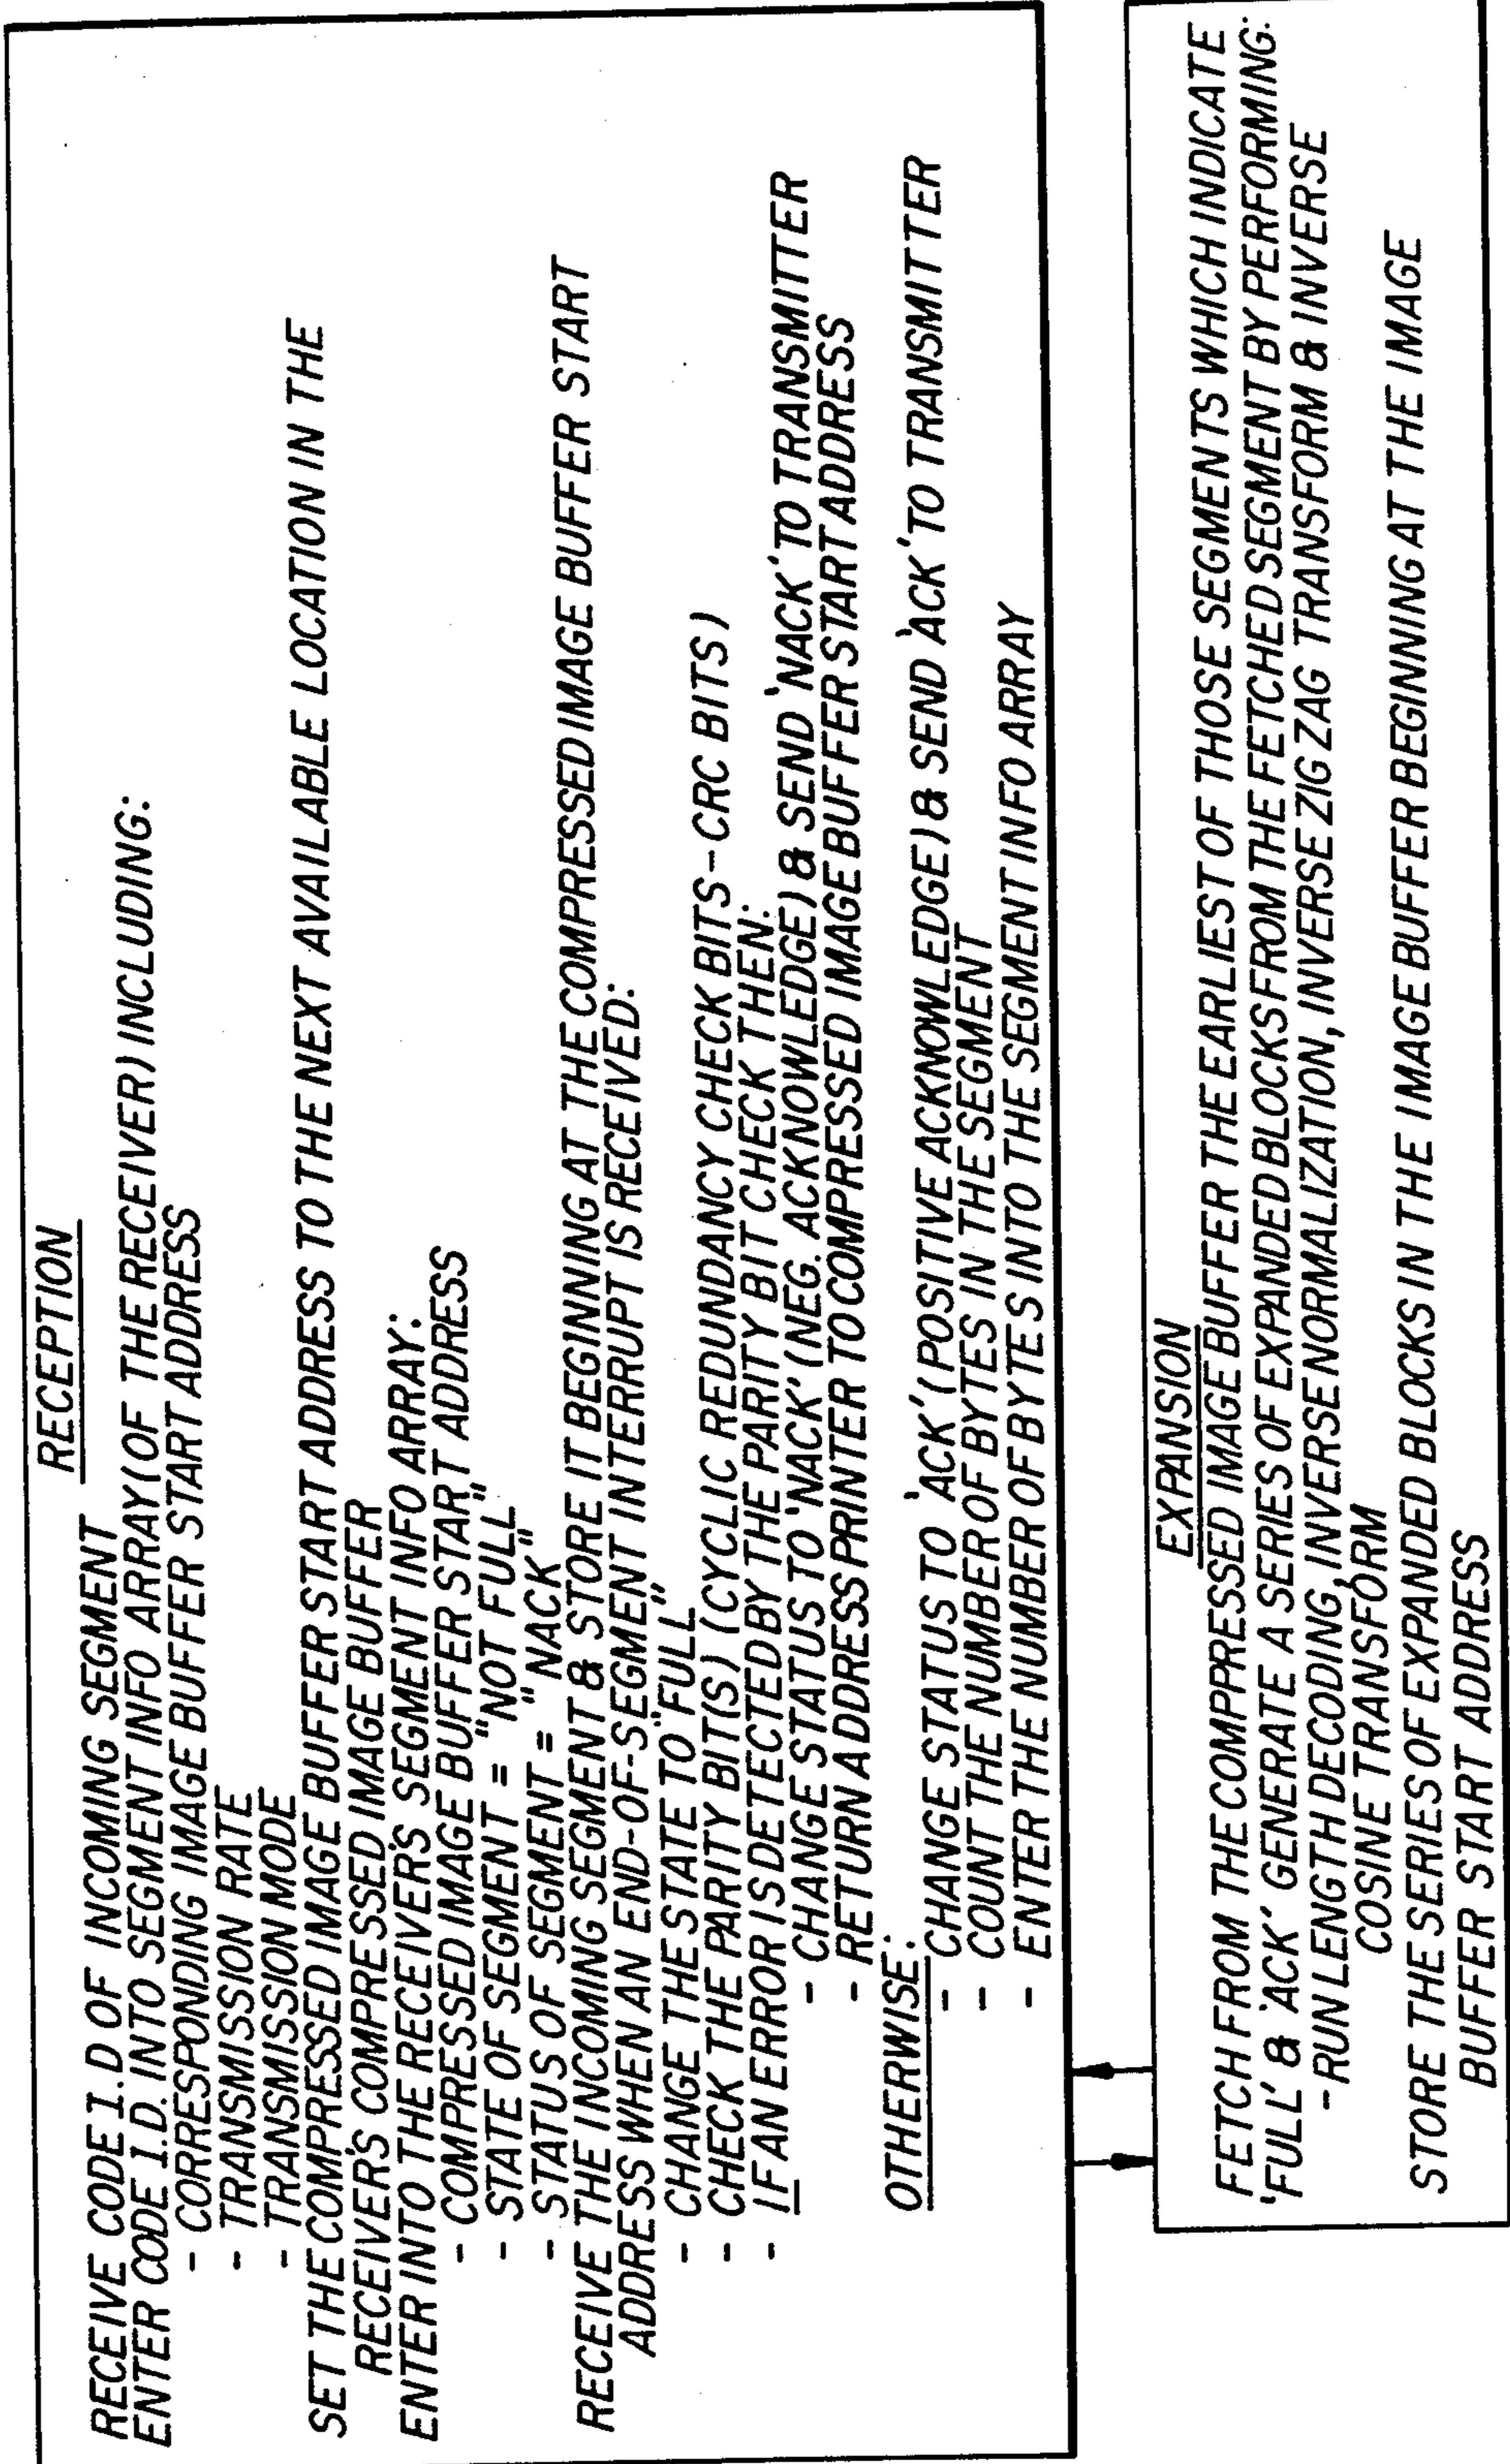 RECEPTION
RECEIVE CODE I.D OF INCOMING SEGMENT
ENTER CODE I.D. INTO SEGMENT INFO ARRAY (OF THE RECEIVER) INCLUDING:
- CORRESPONDING IMAGE BUFFER START ADDRESS
- TRANSMISSION RATE
- TRANSMISSION MODE
SET THE COMPRESSED IMAGE BUFFER START ADDRESS TO THE NEXT AVAILABLE LOCATION IN THE
RECEIVER'S COMPRESSED IMAGE BUFFER
ENTER INTO THE RECEIVER'S SEGMENT INFO ARRAY:
- COMPRESSED IMAGE BUFFER START ADDRESS
- STATE OF SEGMENT = "NOT FULL"
- STATUS OF SEGMENT = "NACK"
RECEIVE THE INCOMING SEGMENT & STORE IT BEGINNING AT THE COMPRESSED IMAGE BUFFER START
ADDRESS WHEN AN END-OF-SEGMENT INTERRUPT IS RECEIVED:
- CHANGE THE STATE TO "FULL"
- CHECK THE PARITY BIT(S) (CYCLIC REDUNDANCY CHECK BITS-CRC BITS)
- IF AN ERROR IS DETECTED BY THE PARITY BIT CHECK THEN:
- CHANGE STATUS TO 'NACK' (NEG. ACKNOWLEDGE) & SEND 'NACK' TO TRANSMITTER
- RETURN ADDRESS PRINTER TO COMPRESSED IMAGE BUFFER START ADDRESS
OTHERWISE:
- CHANGE STATUS TO 'ACK' (POSITIVE ACKNOWLEDGE) & SEND 'ACK' TO TRANSMITTER
- COUNT THE NUMBER OF BYTES IN THE SEGMENT
- ENTER THE NUMBER OF BYTES INTO THE SEGMENT INFO ARRAY
EXPANSION
FETCH FROM THE COMPPRESSED IMAGE BUFFER THE EARLIEST OF THOSE SEGMENTS WHICH INDICATE
'FULL' & 'ACK' GENERATE A SERIES OF EXPANDED BLOCKS FROM THE FETCHED SEGMENT BY PERFORMING:
- RUN LENGTH DECODING, INVERSE NORMALIZATION, INVERSE ZIG ZAG TRANSFORM & INVERSE
COSINE TRANSFORM
STORE THE SERIES OF EXPANDED BLOCKS IN THE IMAGE BUFFER BEGINNING AT THE IMAGE
BUFFER START ADDRESS